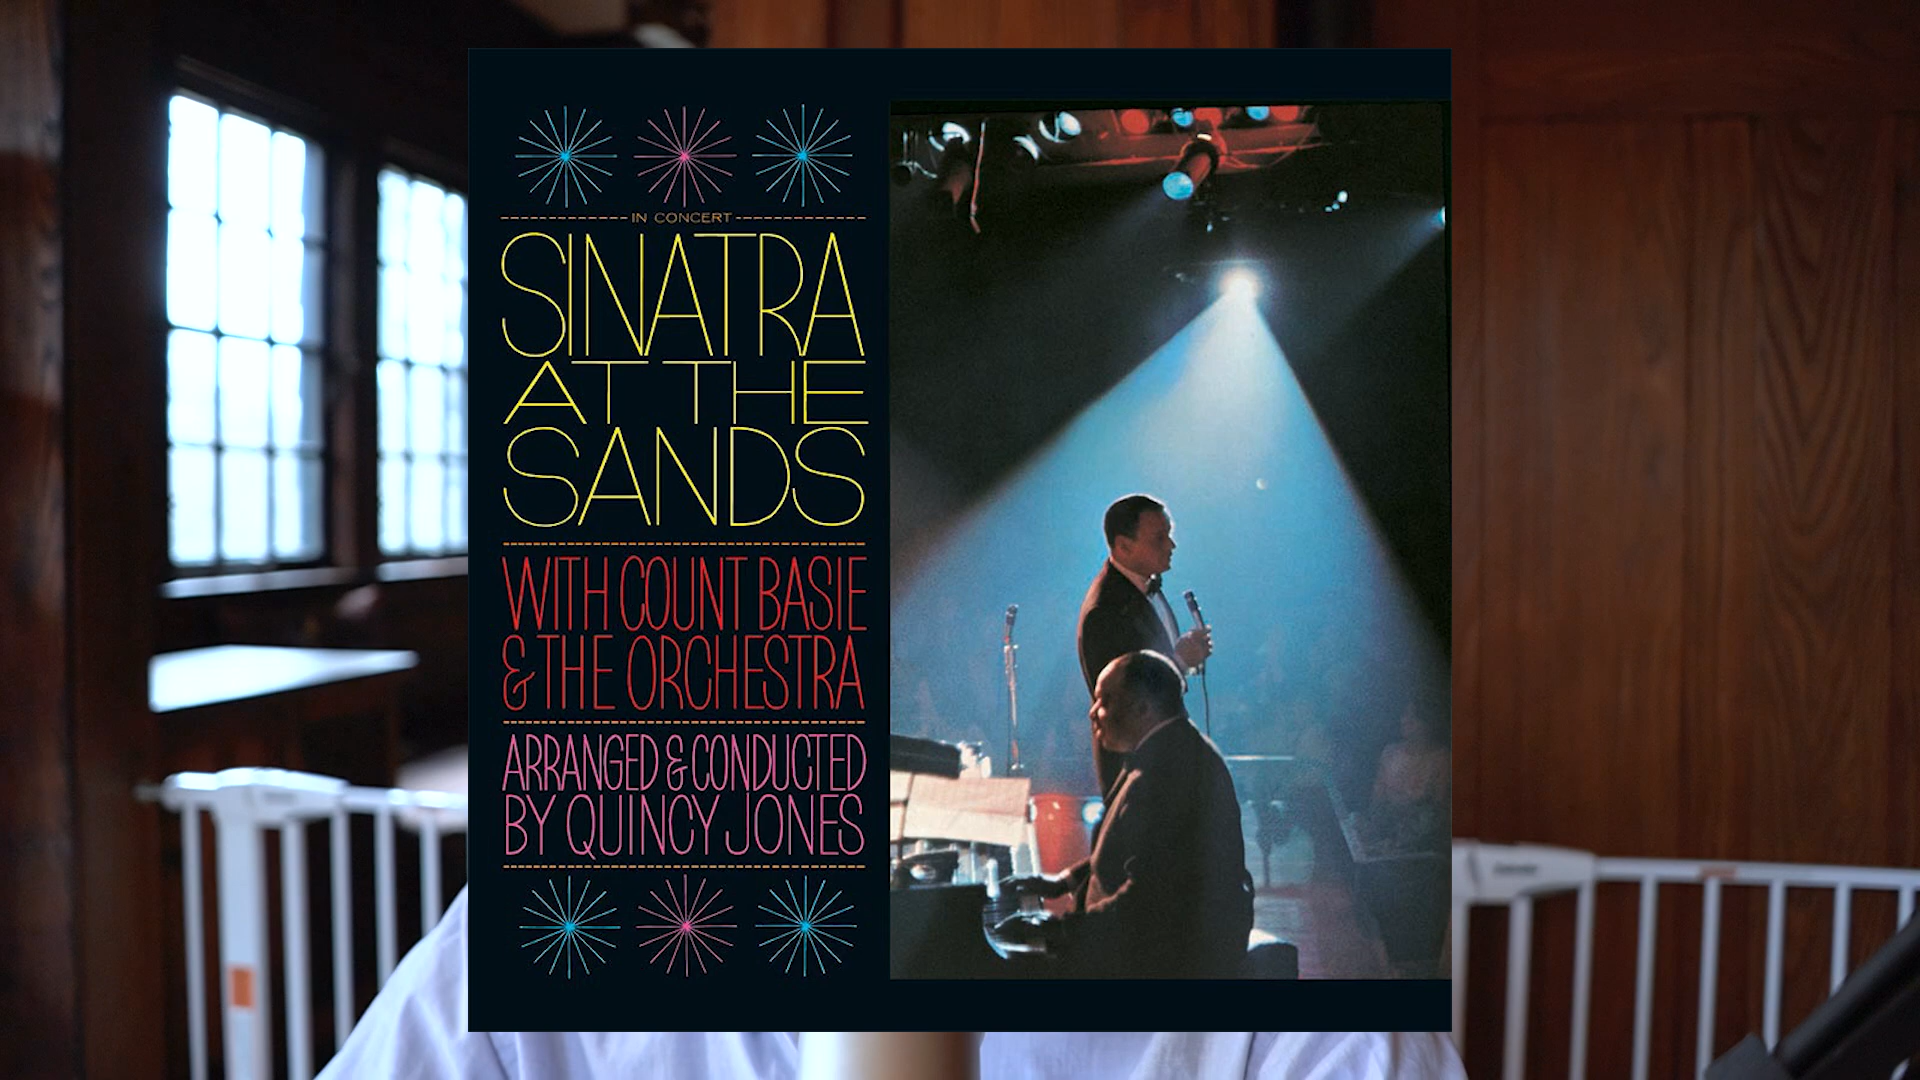 IN CONCERT
SINATRA
AT THE
SANDS
WITH COUNT BASIE
& THE ORCHESTRA
ARRANGED & CONDUCTED
BY QUINCY JONES